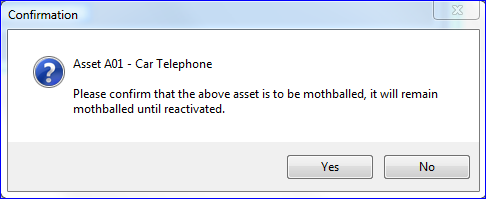 Confirmation
Asset A01 - Car Telephone
Please confirm that the above asset is to be mothballed, it will remain
mothballed until reactivated.
Yes
No